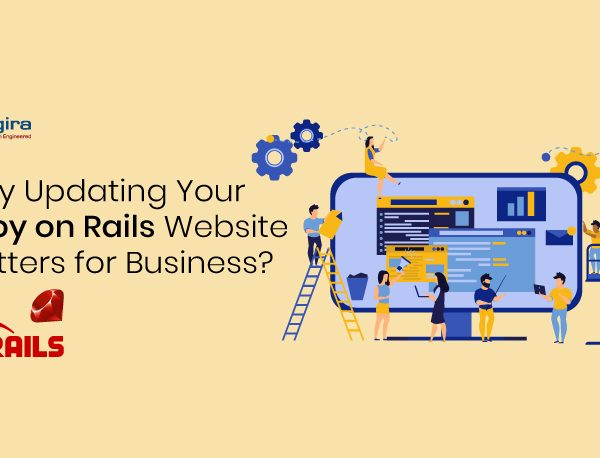 gira
Engineered
y Updating Your
by on Rails Website
tters for Business?
RAILS